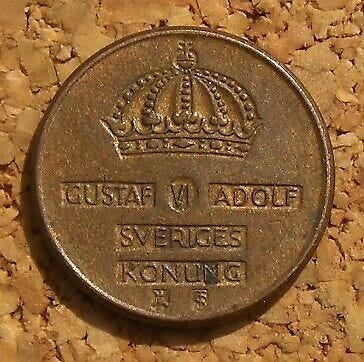 GUSTAF VI ADOLF
SVERIGES
KONUNG